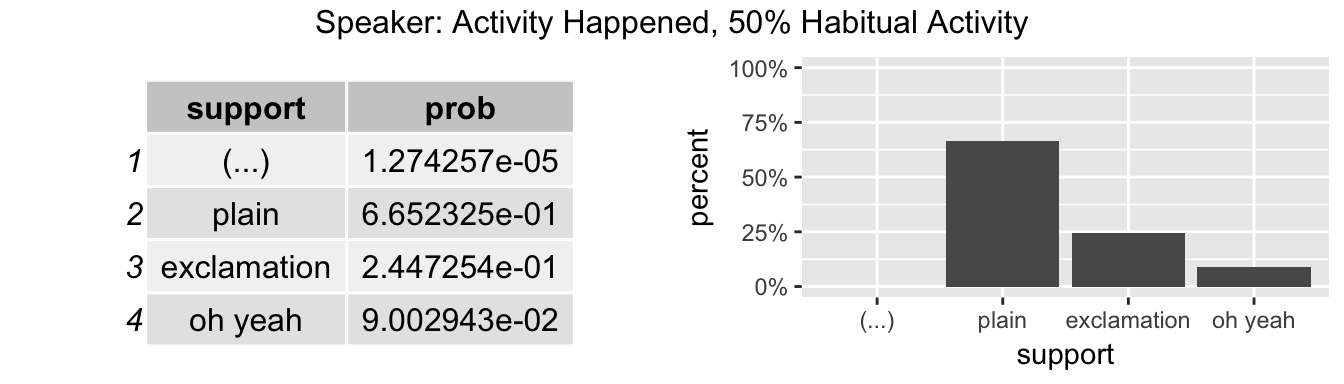 Speaker: Activity Happened, 50% Habitual Activity
support prob
1 (...) 1.274257e-05
2 plain 6.652325e-01
3 exclamation 2.447254e-01
4 oh yeah 9.002943e-02
percent
100%
75%
50%
25%
0%
(...) plain exclamation oh yeah
support